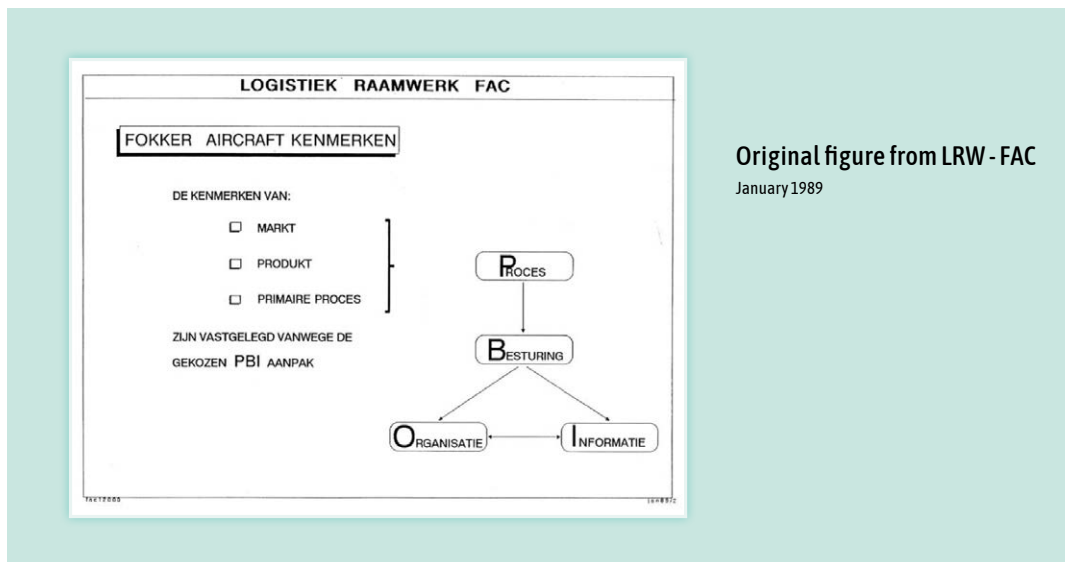 LOGISTIEK RAAMWERK FAC
FOKKER AIRCRAFT KENMERKEN
DE KENMERKEN VAN:
MARKT
PRODUKT
PRIMAIRE PROCES
ZIJN VASTGELEGD VANWEGE DE
GEKOZEN PBI AANPAK
PROCES
BESTURING
ORGANISATIE
INFORMATIE
Original figure from LRW - FAC
January 1989